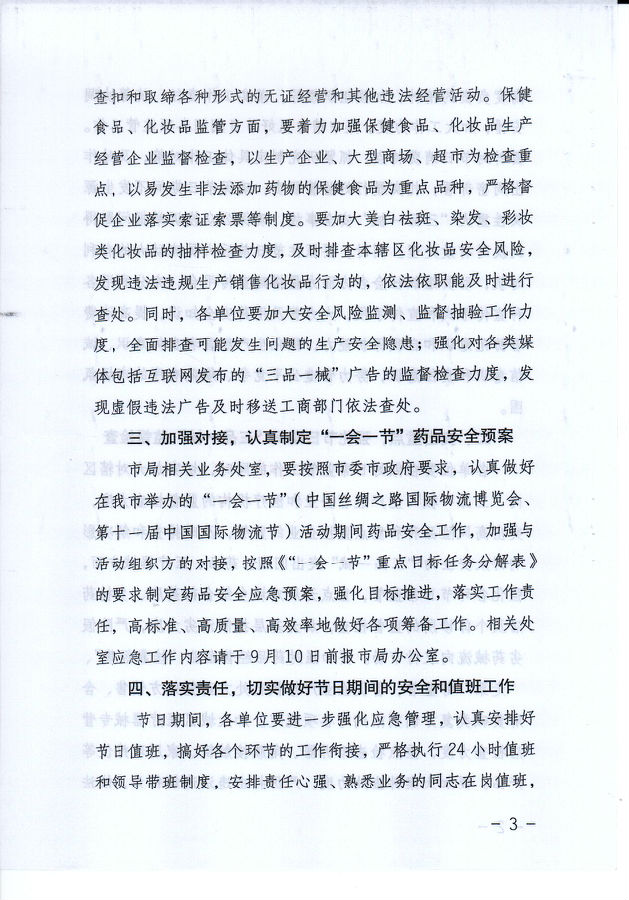 查扣和取缔各种形式的无证经营和其他违法经营活动。保健
食品、化妆品监管方面，要着力加强保健食品、化妆品生产
经营企业监督检查，以生产企业、大型商场、超市为检查重
点，以易发生非法添加药物的保健食品为重点品种，严格督
促企业落实索证索票等制度。要加大美白祛斑、染发、彩妆
类化妆品的抽样检查力度，及时排查本辖区化妆品安全风险，
发现违法违规生产销售化妆品行为的，依法依职能及时进行
查处。同时，各单位要加大安全风险监测、监督抽验工作力
度，全面排查可能发生问题的生产安全隐患；强化对各类媒
体包括互联网发布的“三品一械”广告的监督检查力度，发
现虚假违法广告及时移送工商部门依法查处。
三、加强对接，认真制定“一会一节”药品安全预案
市局相关业务处室，要按照市委市政府要求，认真做好
在我市举办的“一会一节”（中国丝绸之路国际物流博览会、
第十一届中国国际物流节）活动期间药品安全工作，加强与
活动组织方的对接，按照《“一会一节”重点目标任务分解表》
的要求制定药品安全应急预案，强化目标推进，落实工作责
任，高标准、高质量、高效率地做好各项筹备工作。相关处
室应急工作内容请于9月10日前报市局办公室。
四、落实责任，切实做好节日期间的安全和值班工作
节日期间，各单位要进一步强化应急管理，认真安排好
节日值班，搞好各个环节的工作衔接，严格执行24小时值班
和领导带班制度，安排责任心强、熟悉业务的同志在岗值班，
- 3 -